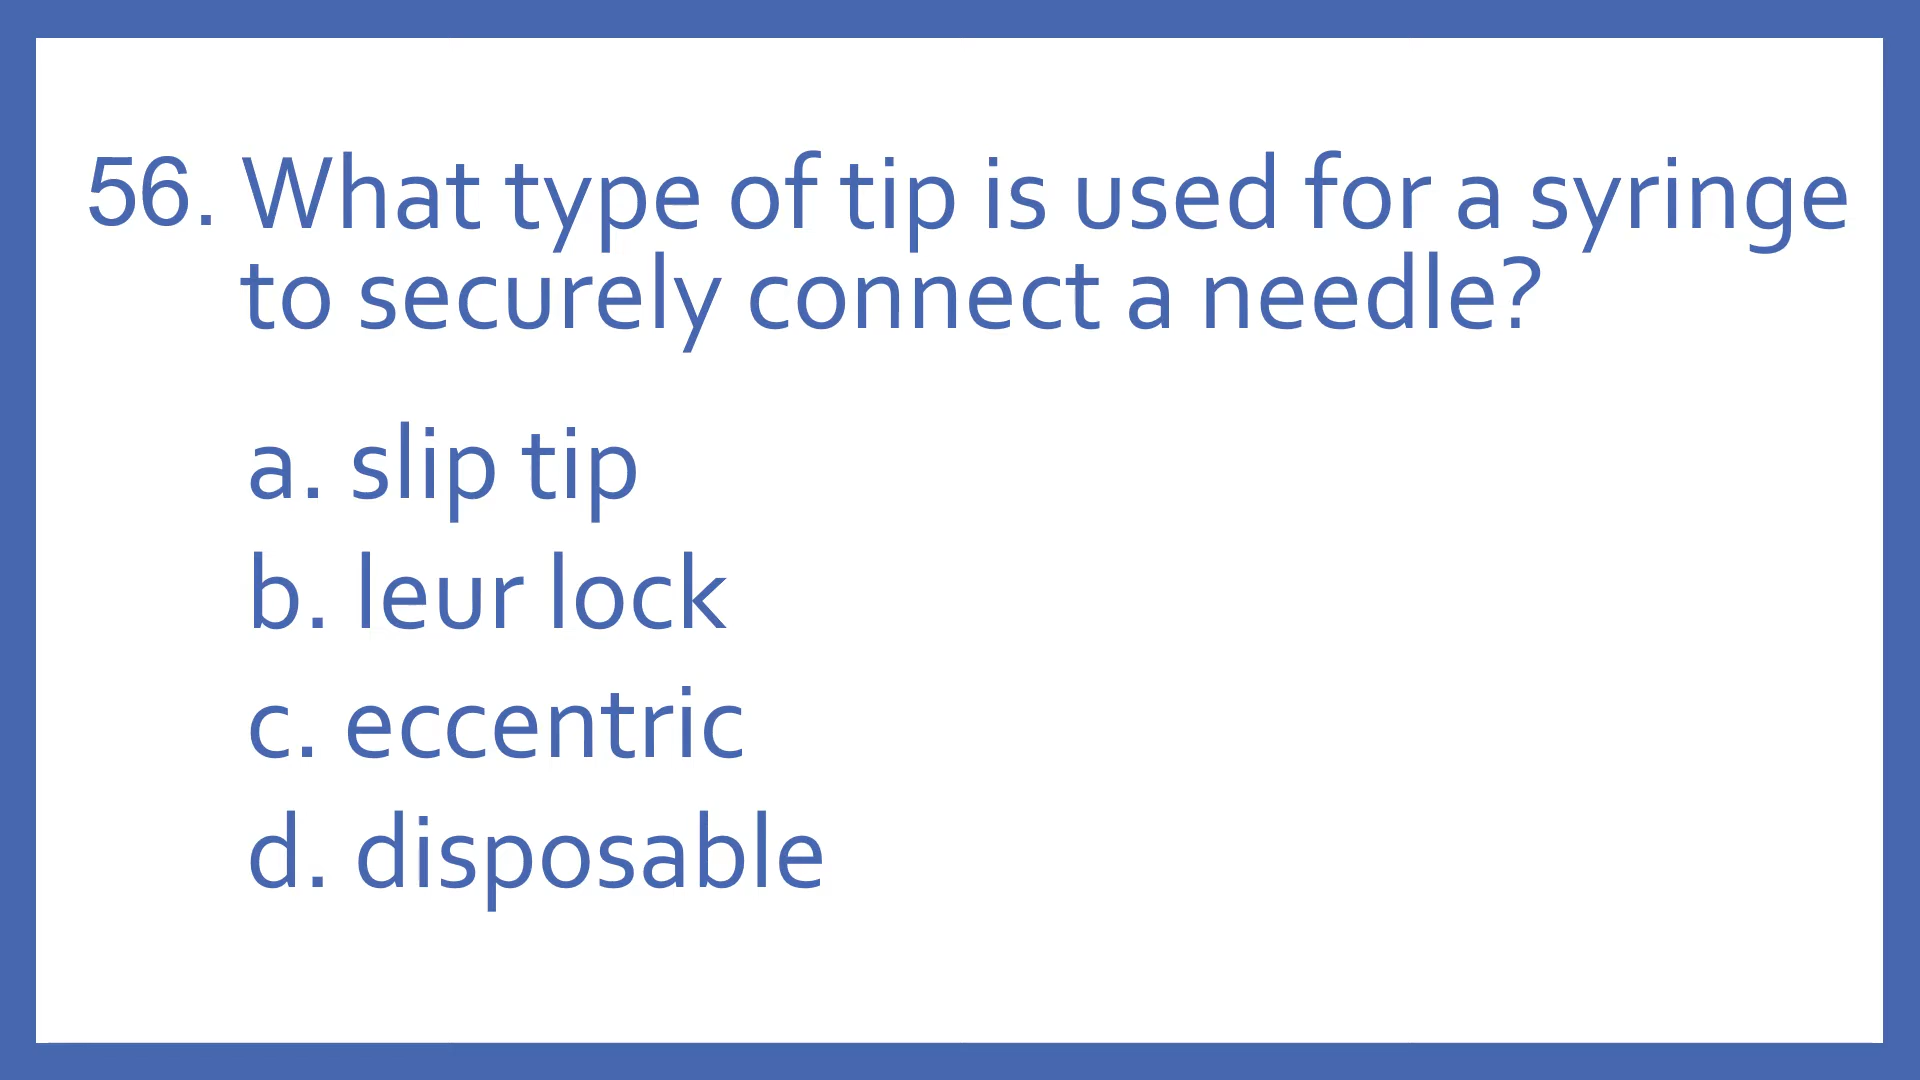 56. What type of tip is used for a syringe
to securely connect a needle?
a. slip tip
b. leur lock
c. eccentric
d. disposable